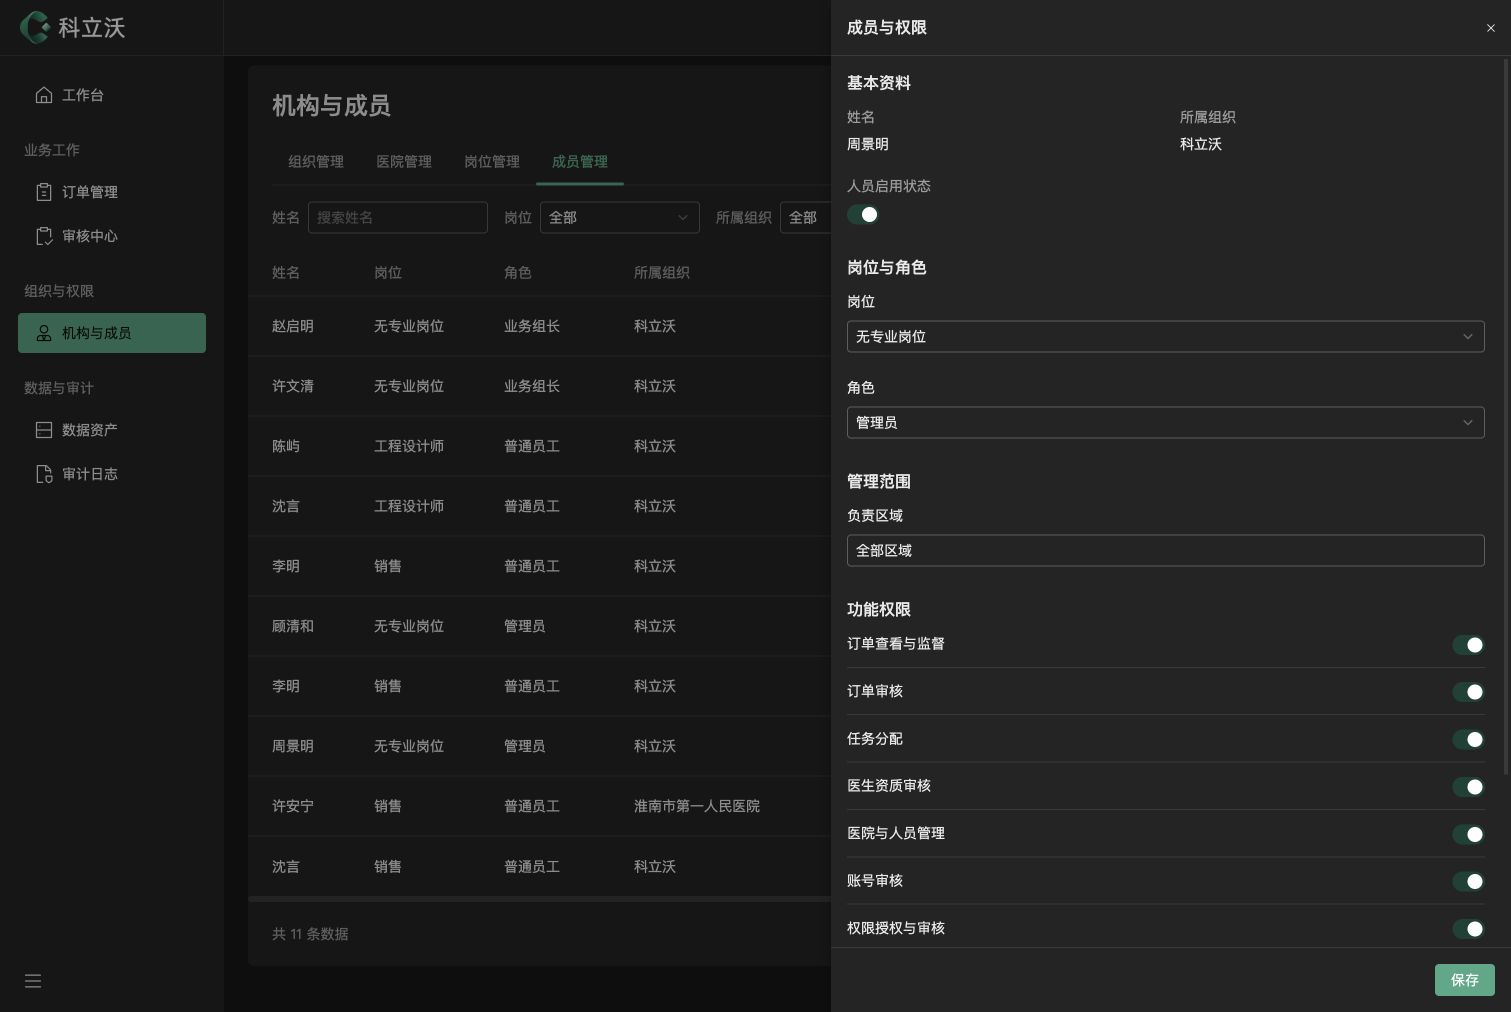 科立沃
工作台
业务工作
订单管理
审核中心
组织与权限
机构与成员
数据与审计
数据资产
审计日志
机构与成员
组织管理 医院管理 岗位管理 成员管理
姓名 搜索姓名 岗位 全部 所属组织 全部
姓名 岗位 角色 所属组织
赵启明 无专业岗位 业务组长 科立沃
许文清 无专业岗位 业务组长 科立沃
陈屿 工程设计师 普通员工 科立沃
沈言 工程设计师 普通员工 科立沃
李明 销售 普通员工 科立沃
顾清和 无专业岗位 管理员 科立沃
李明 销售 普通员工 科立沃
周景明 无专业岗位 管理员 科立沃
许安宁 销售 普通员工 淮南市第一人民医院
沈言 销售 普通员工 科立沃
共 11 条数据
成员与权限
基本资料
姓名 所属组织
周景明 科立沃
人员启用状态
岗位与角色
岗位
无专业岗位
角色
管理员
管理范围
负责区域
全部区域
功能权限
订单查看与监督
订单审核
任务分配
医生资质审核
医院与人员管理
账号审核
权限授权与审核
保存